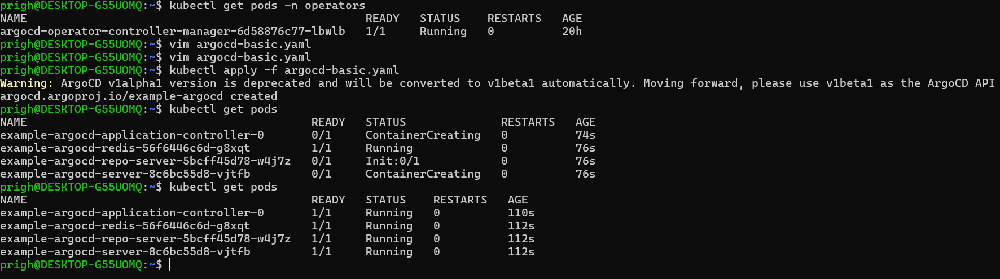 prigh@DESKTOP-G55UOMQ:~$ kubectl get pods -n operators
NAME                                                  READY   STATUS    RESTARTS   AGE
argocd-operator-controller-manager-6d58876c77-lbwlb   1/1     Running   0          20h
prigh@DESKTOP-G55UOMQ:~$ vim argocd-basic.yaml
prigh@DESKTOP-G55UOMQ:~$ vim argocd-basic.yaml
prigh@DESKTOP-G55UOMQ:~$ kubectl apply -f argocd-basic.yaml
Warning: ArgoCD v1alpha1 version is deprecated and will be converted to v1beta1 automatically. Moving forward, please use v1beta1 as the ArgoCD API
argocd.argoproj.io/example-argocd created
prigh@DESKTOP-G55UOMQ:~$ kubectl get pods
NAME                                          READY   STATUS              RESTARTS   AGE
example-argocd-application-controller-0       0/1     ContainerCreating   0          74s
example-argocd-redis-56f6446c6d-g8xqt         1/1     Running             0          76s
example-argocd-repo-server-5bcff45d78-w4j7z   0/1     Init:0/1            0          76s
example-argocd-server-8c6bc55d8-vjtfb         0/1     ContainerCreating   0          76s
prigh@DESKTOP-G55UOMQ:~$ kubectl get pods
NAME                                          READY   STATUS    RESTARTS   AGE
example-argocd-application-controller-0       1/1     Running   0          110s
example-argocd-redis-56f6446c6d-g8xqt         1/1     Running   0          112s
example-argocd-repo-server-5bcff45d78-w4j7z   1/1     Running   0          112s
example-argocd-server-8c6bc55d8-vjtfb         1/1     Running   0          112s
prigh@DESKTOP-G55UOMQ:~$